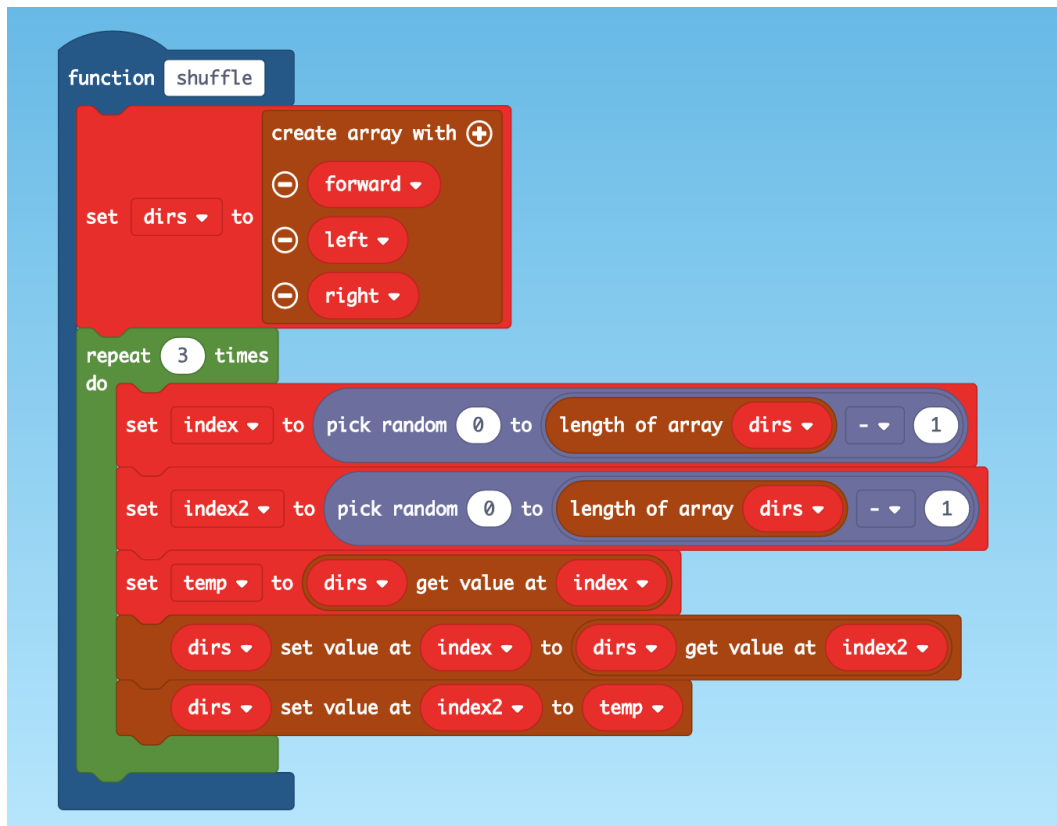 function shuffle
create array with
forward
set dirs to
left
right
repeat 3 times
do
set index to pick random 0 to length of array dirs - 1
set index2 to pick random 0 to length of array dirs - 1
set temp to dirs get value at index
dirs set value at index to dirs get value at index2
dirs set value at index2 to temp